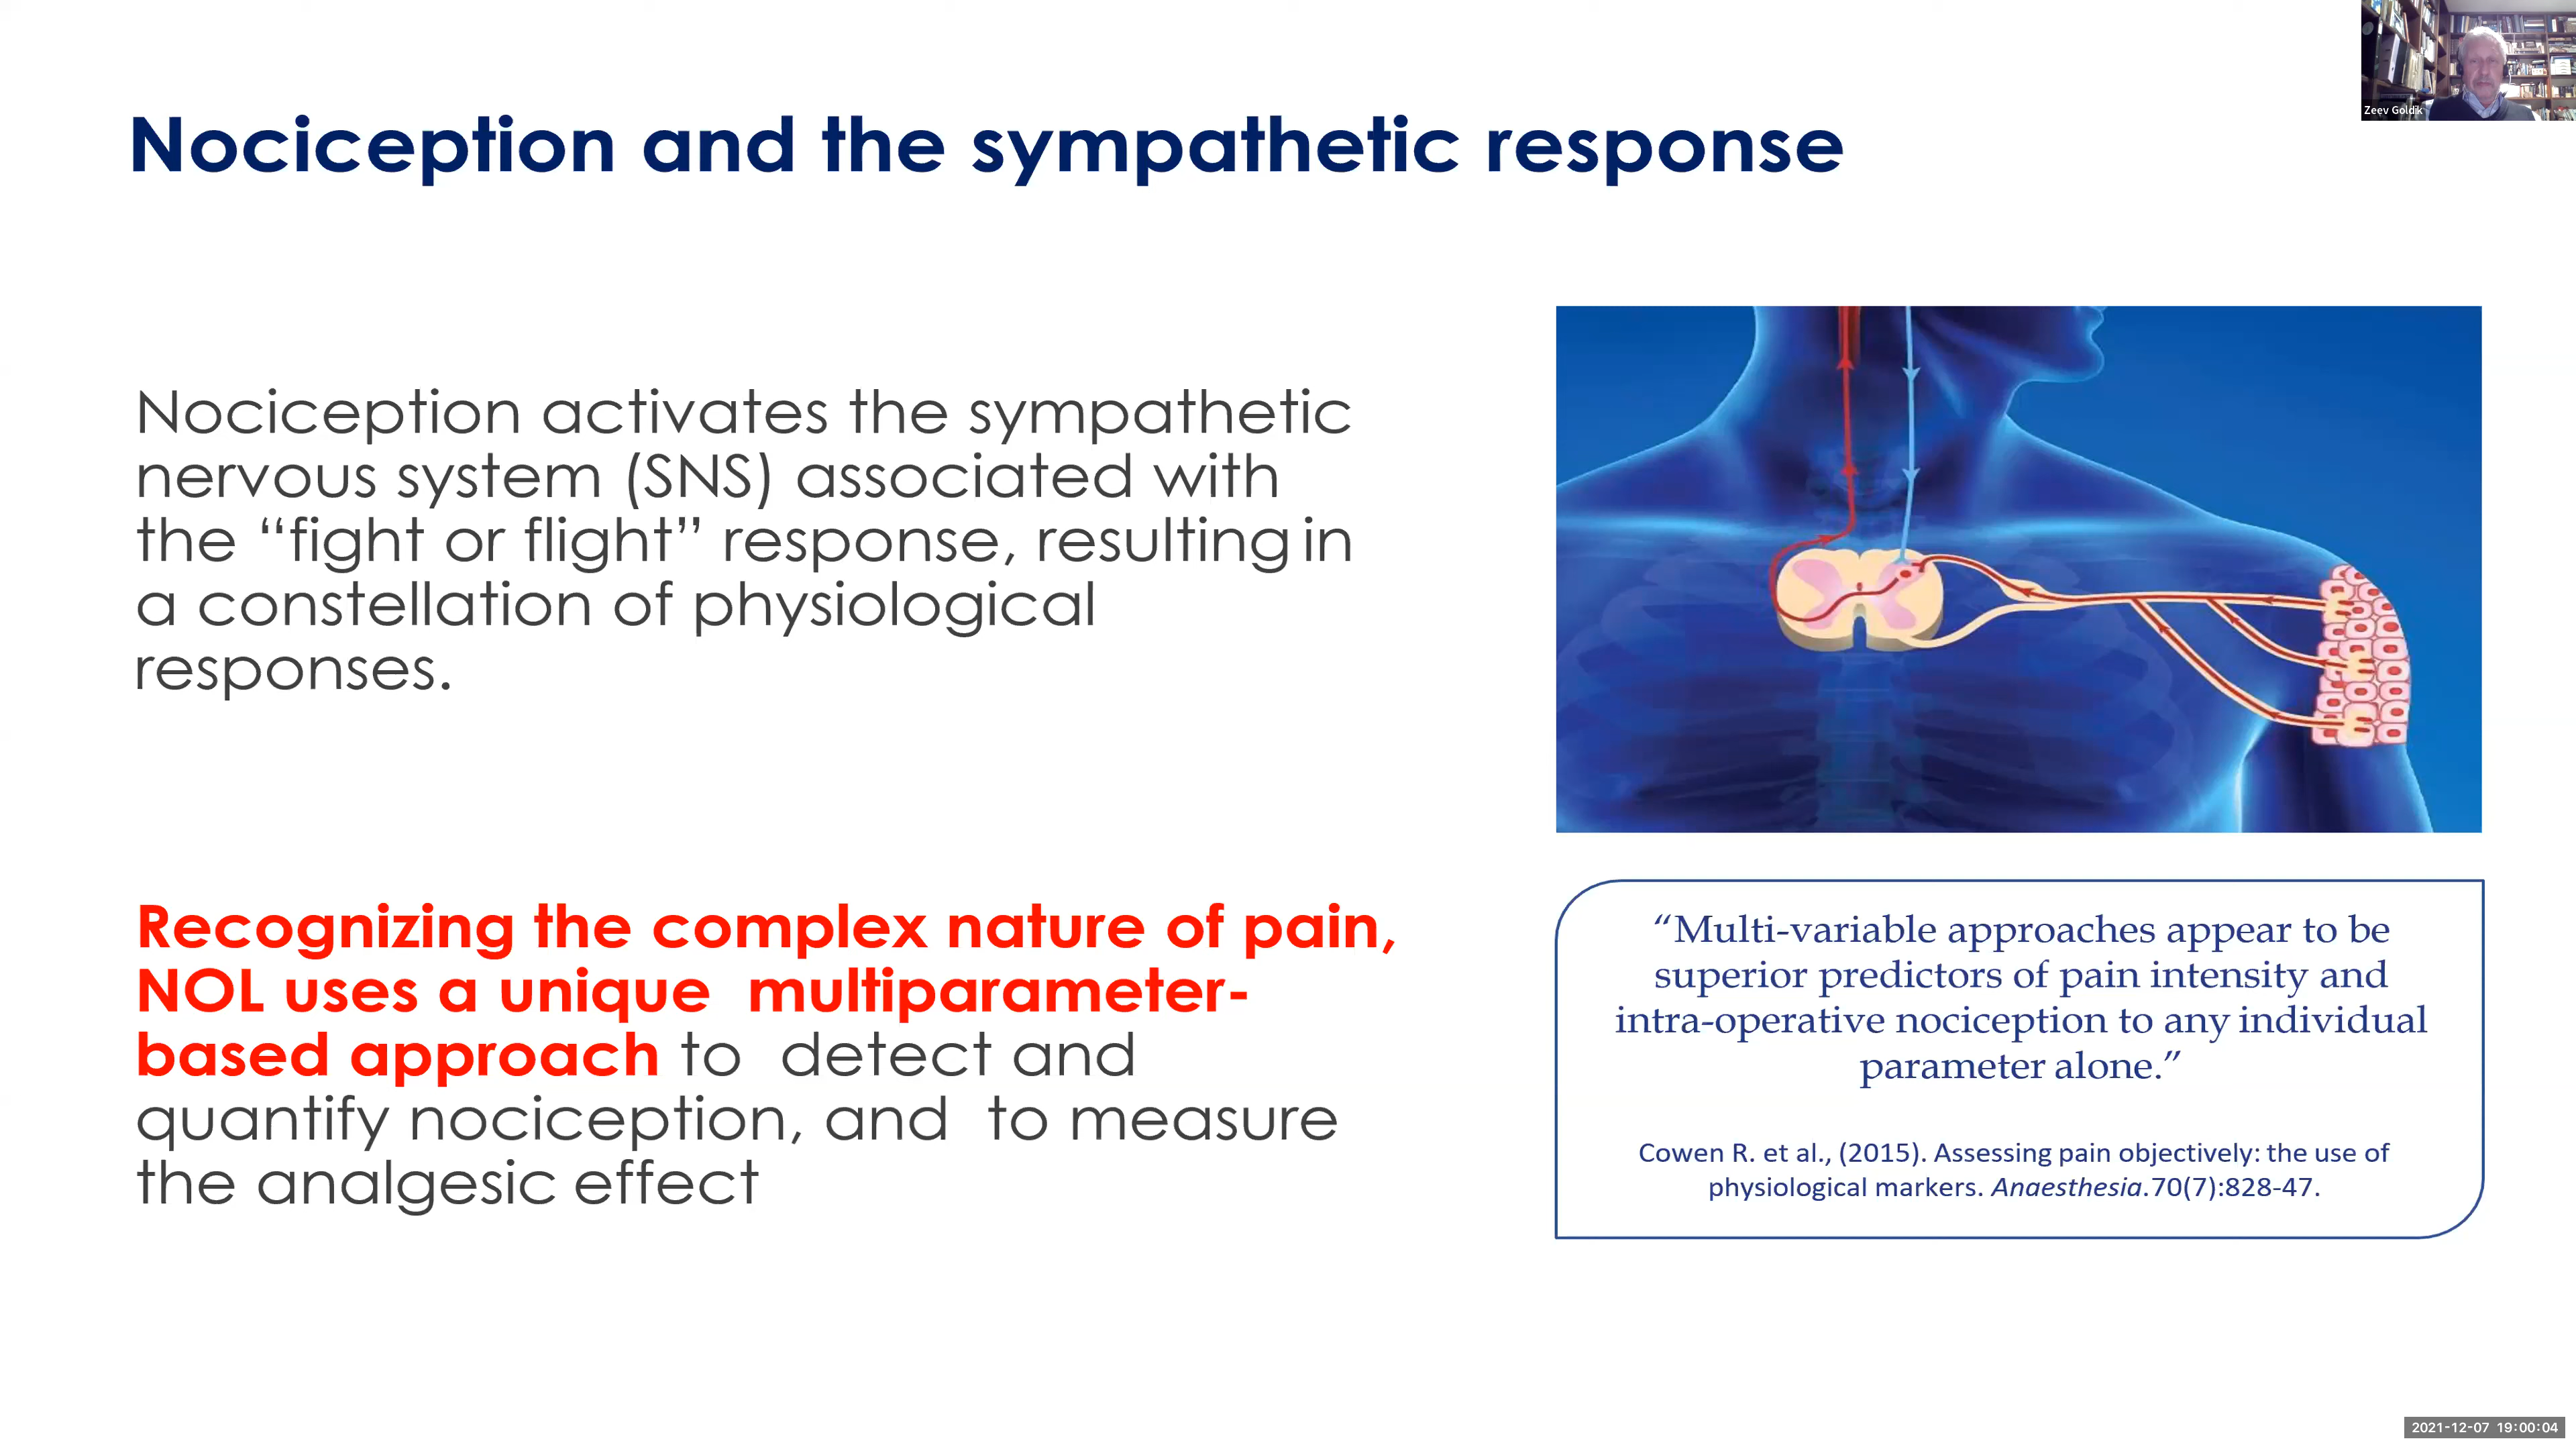 Zeev Goldik
Nociception and the sympathetic response
Nociception activates the sympathetic
nervous system (SNS) associated with
the “fight or flight” response, resulting in
a constellation of physiological
responses.
Recognizing the complex nature of pain,
NOL uses a unique multiparameter-
based approach to detect and
quantify nociception, and to measure
the analgesic effect
“Multi-variable approaches appear to be
superior predictors of pain intensity and
intra-operative nociception to any individual
parameter alone.”
Cowen R. et al., (2015). Assessing pain objectively: the use of
physiological markers. Anaesthesia.70(7):828-47.
2021-12-07 19:00:04